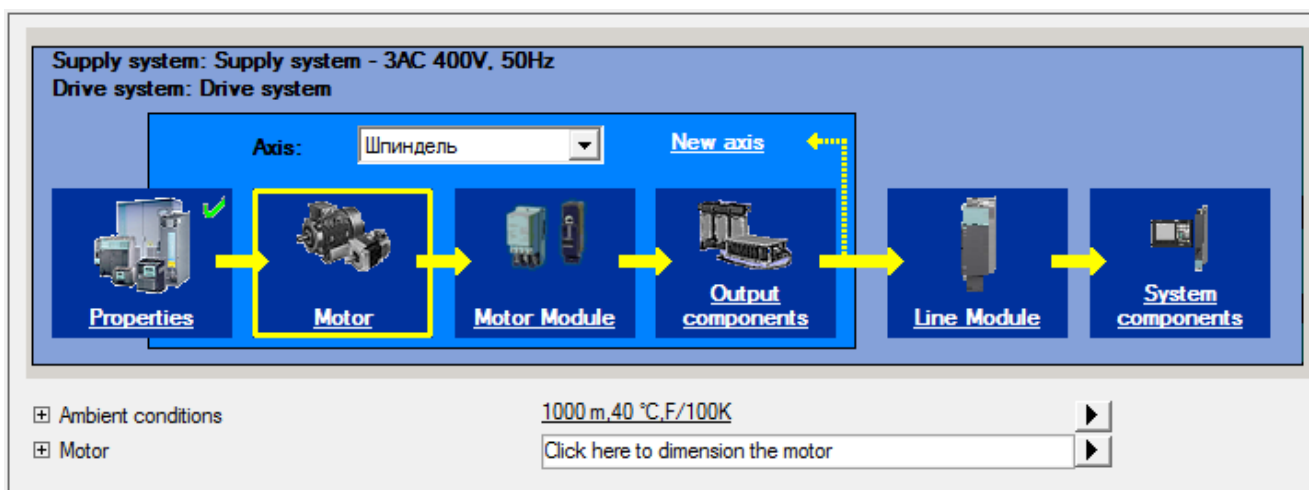 Supply system: Supply system - 3AC 400V, 50Hz
Drive system: Drive system
Axis: Шпиндель New axis
Properties Motor Motor Module Output components Line Module System components
Ambient conditions 1000 m,40 °C,F/100K
Motor Click here to dimension the motor